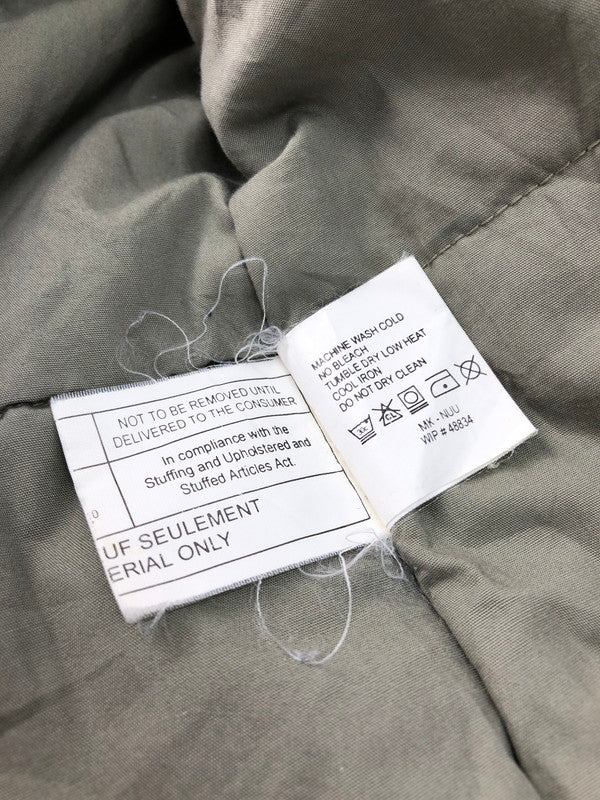 NOT TO BE REMOVED UNTIL
DELIVERED TO THE CONSUMER
In compliance with the
Stuffing and Upholstered and
Stuffed Articles Act.
UF SEULEMENT
ERIAL ONLY
MACHINE WASH COLD
NO BLEACH
TUMBLE DRY LOW HEAT
COOL IRON
DO NOT DRY CLEAN
CL
MK - NUU
WIP # 48834